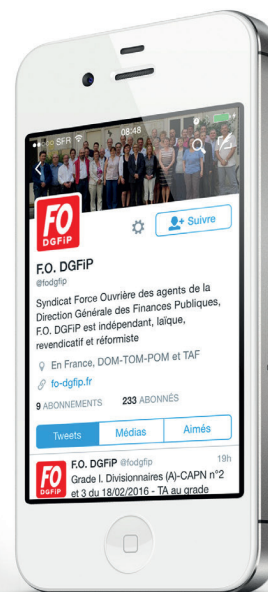 SFR 08:48
FO
DGFiP
Suivre
F.O. DGFiP
@fodgfip
Syndicat Force Ouvrière des agents de la
Direction Générale des Finances Publiques,
F.O. DGFiP est indépendant, laïque,
revendicatif et réformiste
En France, DOM-TOM-POM et TAF
fo-dgfip.fr
9 ABONNEMENTS 233 ABONNÉS
Tweets Médias Aimés
FO
DGFiP
F.O. DGFiP @fodgfip 19h
Grade I. Divisionnaires (A)-CAPN n°2
et 3 du 18/02/2016 - TA au grade